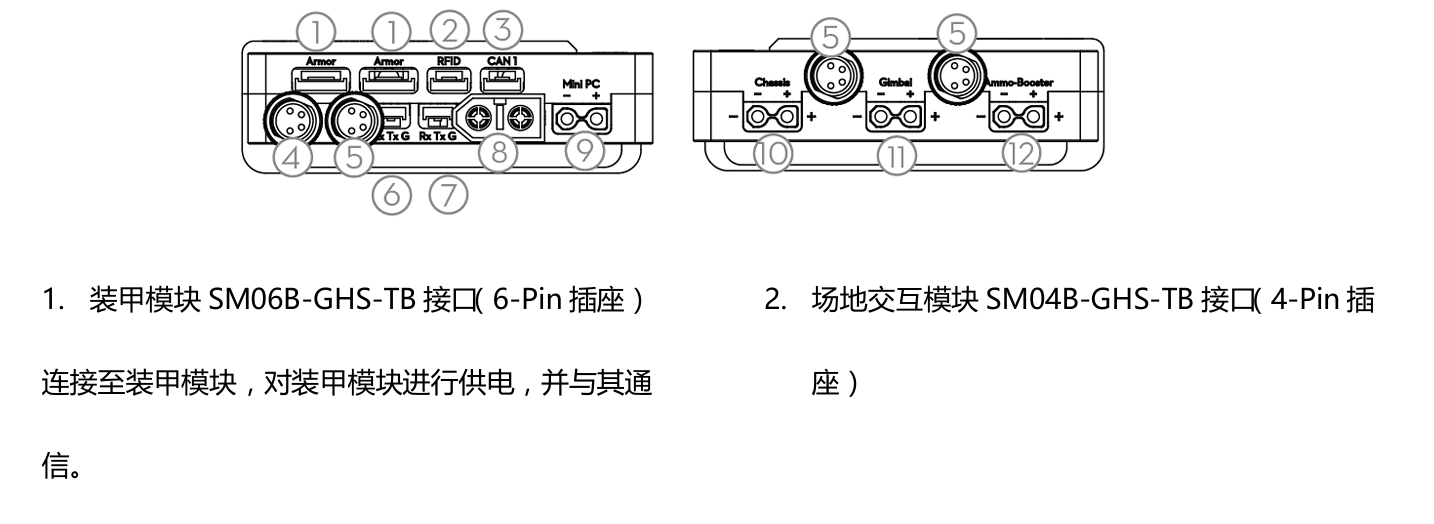 ① ① ② ③ ⑤ ⑤
Armor Armor RFID CAN 1
Mini PC
- +
Chassis Gimbal Ammo-Booster
- + - + - +
- + - + - +
x Tx G Rx Tx G
④ ⑤ ⑧ ⑨ ⑩ ⑪ ⑫
⑥ ⑦
1. 装甲模块 SM06B-GHS-TB 接口（6-Pin 插座）
连接至装甲模块，对装甲模块进行供电，并与其通
信。
2. 场地交互模块 SM04B-GHS-TB 接口（4-Pin 插
座）